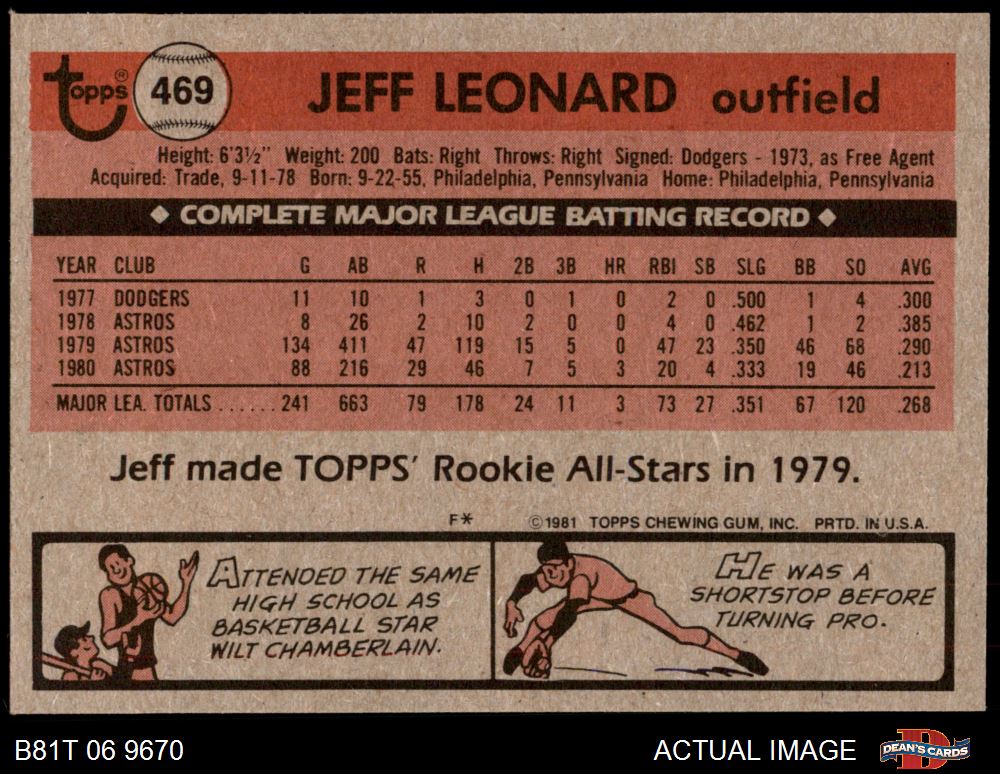 topps® 469 JEFF LEONARD outfield
Height: 6'3½" Weight: 200 Bats: Right Throws: Right Signed: Dodgers - 1973, as Free Agent
Acquired: Trade, 9-11-78 Born: 9-22-55, Philadelphia, Pennsylvania Home: Philadelphia, Pennsylvania
◆ COMPLETE MAJOR LEAGUE BATTING RECORD ◆
YEAR CLUB G AB R H 2B 3B HR RBI SB SLG BB SO AVG
1977 DODGERS 11 10 1 3 0 1 0 2 0 .500 1 4 .300
1978 ASTROS 8 26 2 10 2 0 0 4 0 .462 1 2 .385
1979 ASTROS 134 411 47 119 15 5 0 47 23 .350 46 68 .290
1980 ASTROS 88 216 29 46 7 5 3 20 4 .333 19 46 .213
MAJOR LEA. TOTALS ...... 241 663 79 178 24 11 3 73 27 .351 67 120 .268
Jeff made TOPPS' Rookie All-Stars in 1979.
F* ©1981 TOPPS CHEWING GUM, INC. PRTD. IN U.S.A.
ATTENDED THE SAME
HIGH SCHOOL AS
BASKETBALL STAR
WILT CHAMBERLAIN.
HE WAS A
SHORTSTOP BEFORE
TURNING PRO.
B81T 06 9670 ACTUAL IMAGE DEAN'S CARDS